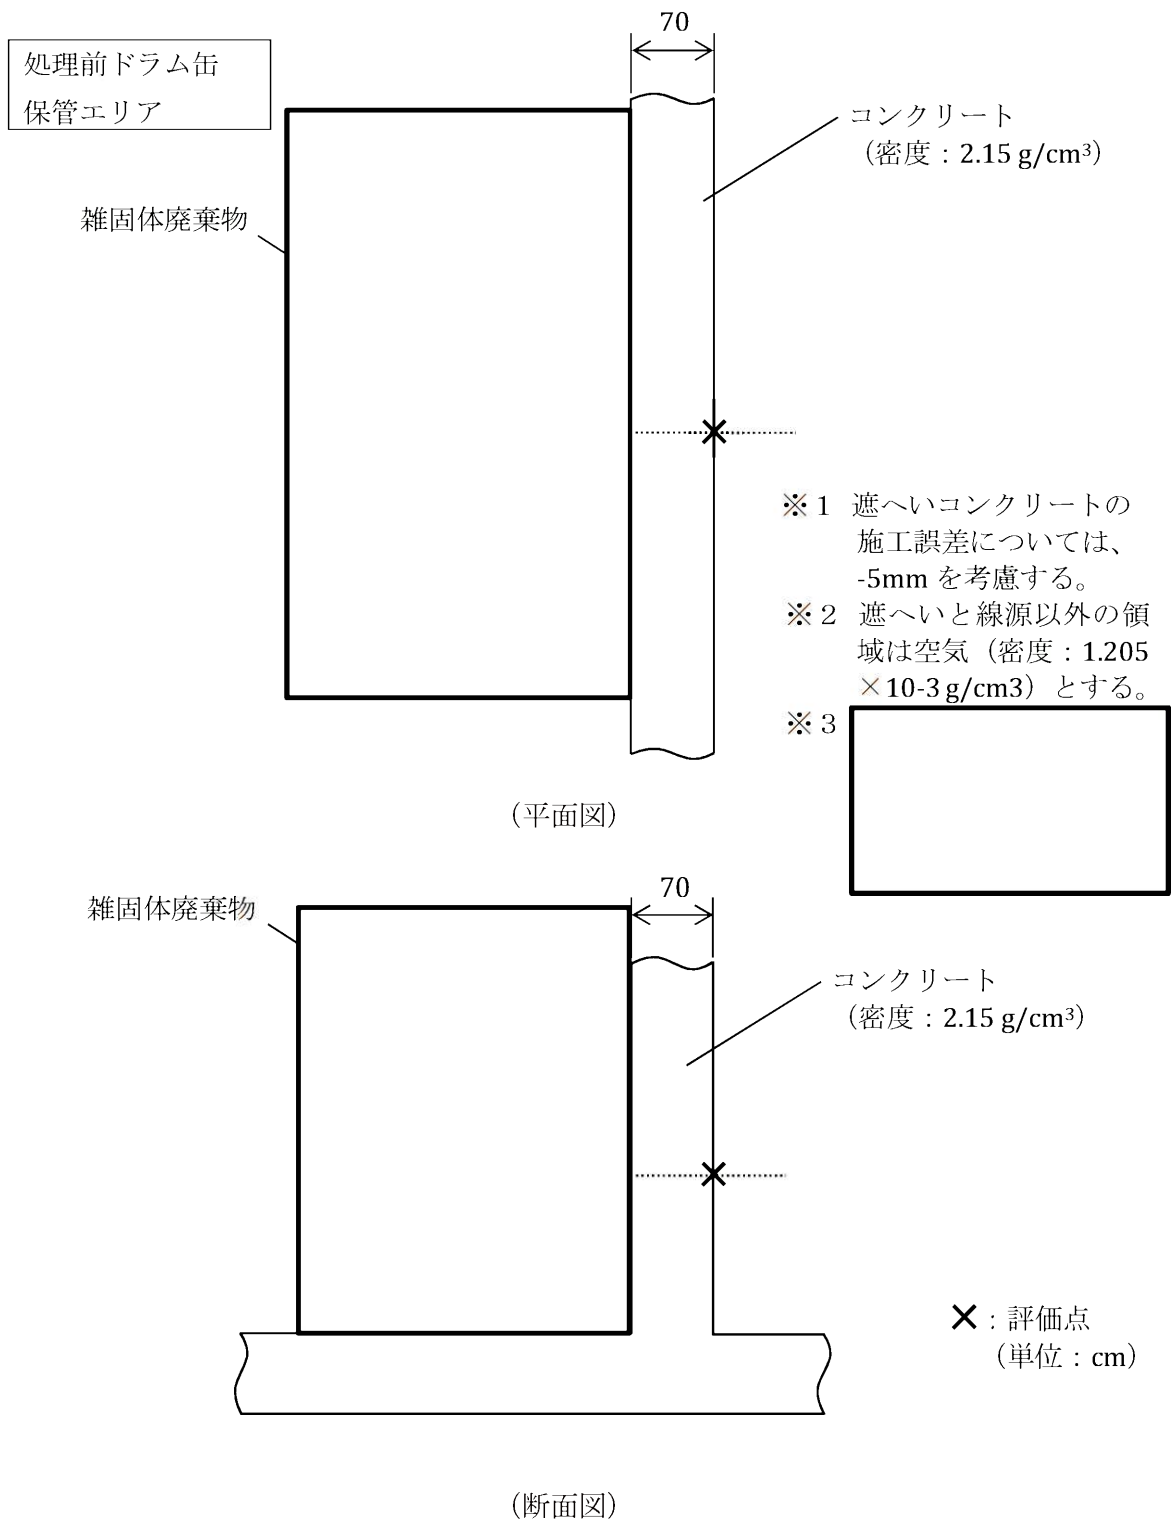 70
処理前ドラム缶
保管エリア
コンクリート
（密度：2.15 g/cm³）
雑固体廃棄物
※１ 遮へいコンクリートの
施工誤差については、
-5mm を考慮する。
※２ 遮へいと線源以外の領
域は空気（密度：1.205
×10-3 g/cm3）とする。
※３
（平面図）
70
雑固体廃棄物
コンクリート
（密度：2.15 g/cm³）
×：評価点
（単位：cm）
（断面図）